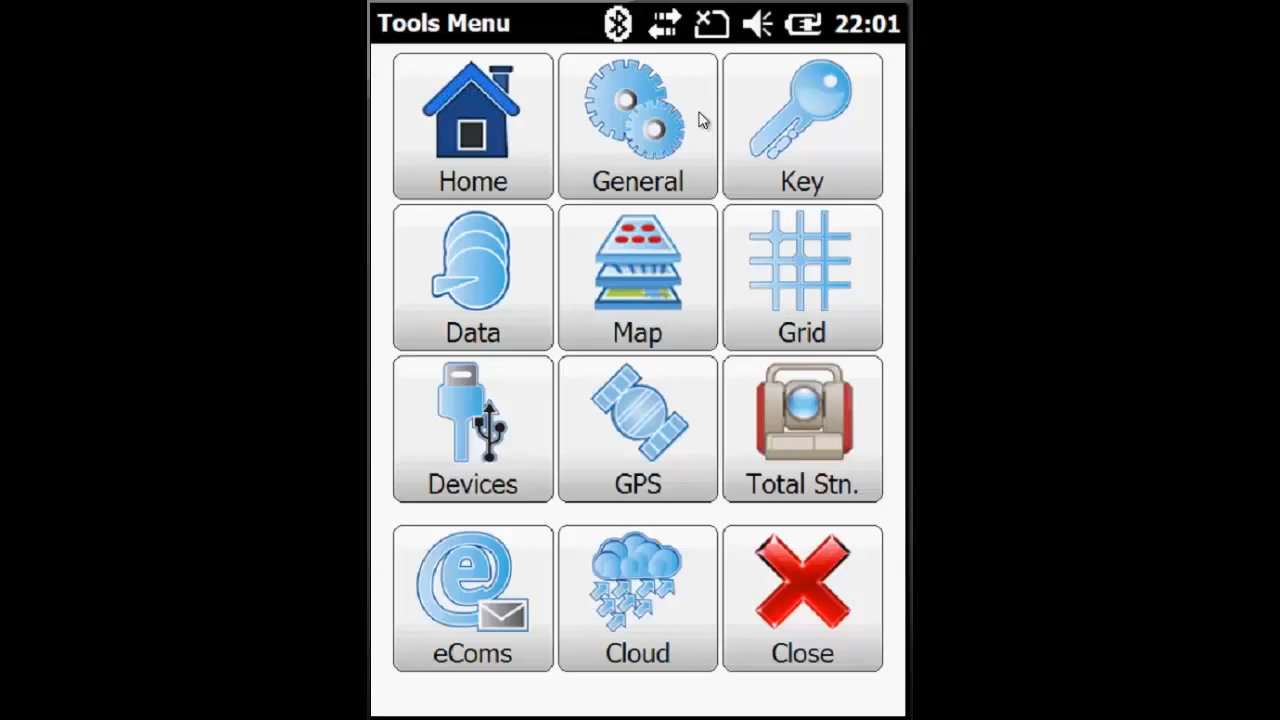 Tools Menu 22:01
Home General Key
Data Map Grid
Devices GPS Total Stn.
eComs Cloud Close